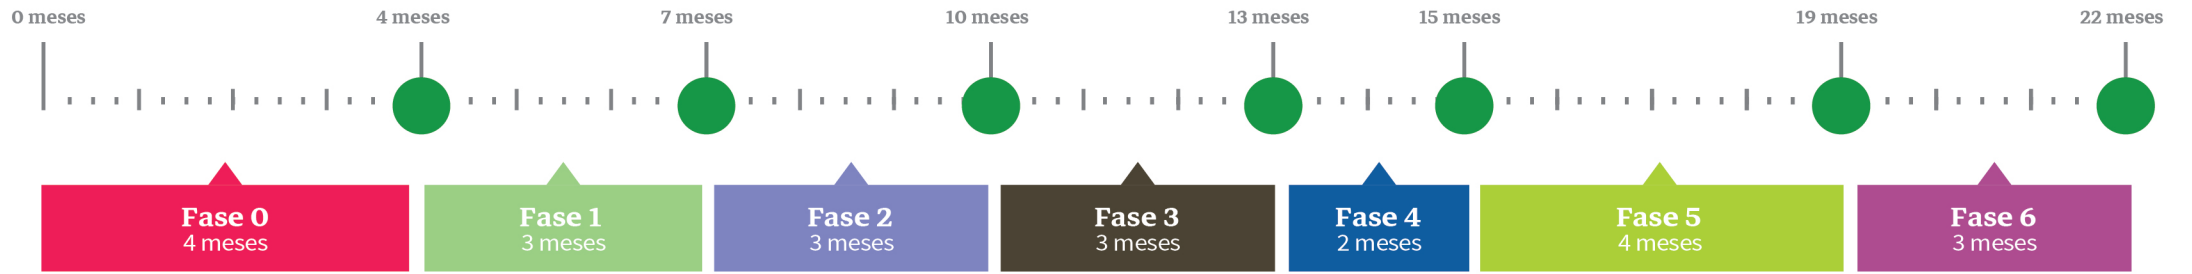 0 meses
4 meses
7 meses
10 meses
13 meses
15 meses
19 meses
22 meses
Fase 0
4 meses
Fase 1
3 meses
Fase 2
3 meses
Fase 3
3 meses
Fase 4
2 meses
Fase 5
4 meses
Fase 6
3 meses